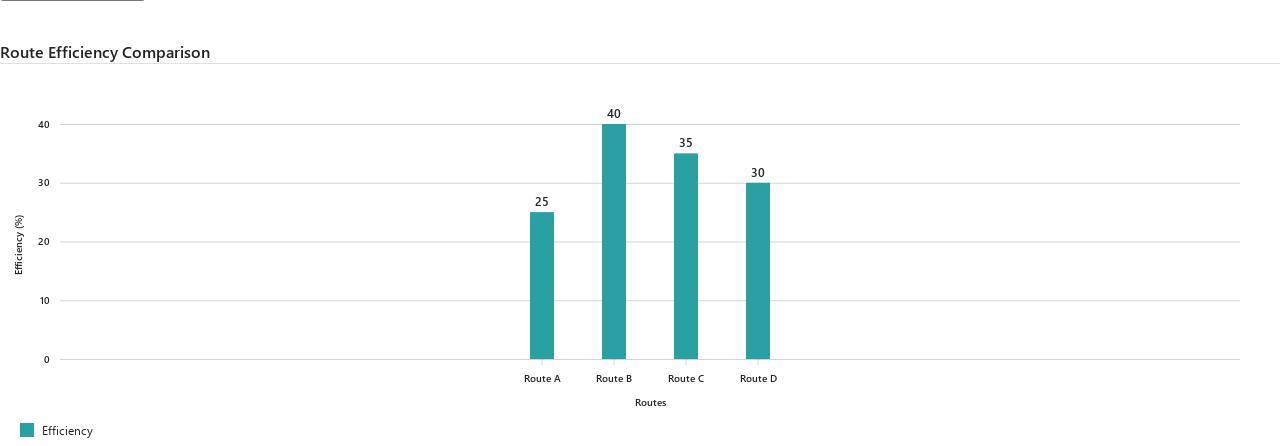 Route Efficiency Comparison
40
35
30
25
40
30
20
10
0
Efficiency (%)
Route A
Route B
Route C
Route D
Routes
Efficiency